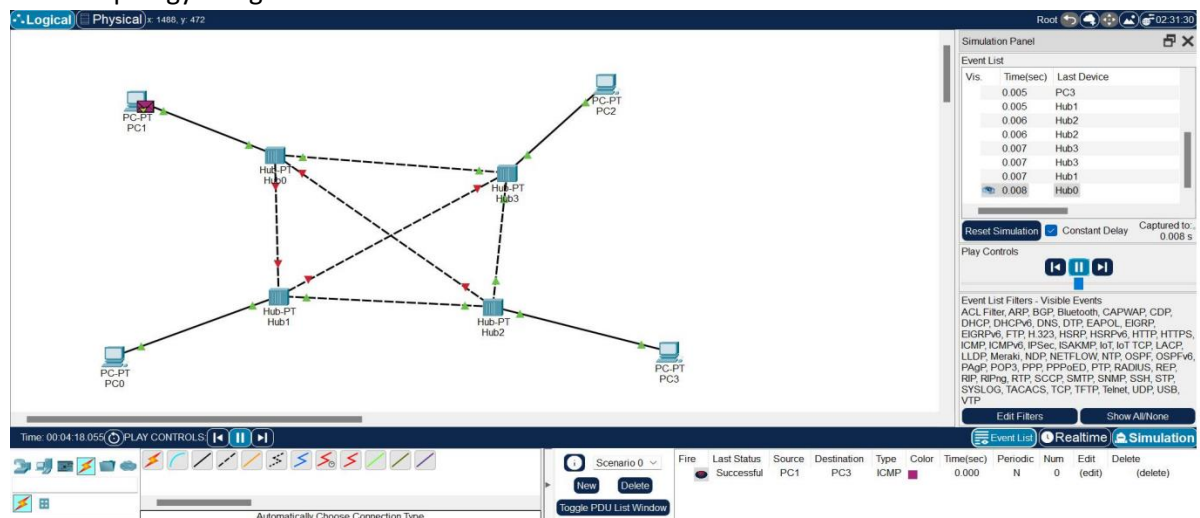 Logical Physical x: 1488, y: 472 Root 02:31:30
PC-PT
PC1
PC-PT
PC2
Hub-PT
Hub0
Hub-PT
Hub3
Hub-PT
Hub1
Hub-PT
Hub2
PC-PT
PC0
PC-PT
PC3
Simulation Panel
Event List
Vis. Time(sec) Last Device
0.005 PC3
0.005 Hub1
0.006 Hub2
0.006 Hub2
0.007 Hub3
0.007 Hub3
0.007 Hub1
0.008 Hub0
Reset Simulation Constant Delay Captured to:
0.008 s
Play Controls
Event List Filters - Visible Events
ACL Filter, ARP, BGP, Bluetooth, CAPWAP, CDP,
DHCP, DHCPv6, DNS, DTP, EAPOL, EIGRP,
EIGRPv6, FTP, H.323, HSRP, HSRPv6, HTTP, HTTPS,
ICMP, ICMPv6, IPSec, ISAKMP, IoT, IoT TCP, LACP,
LLDP, Meraki, NDP, NETFLOW, NTP, OSPF, OSPFv6,
PAgP, POP3, PPP, PPPoED, PTP, RADIUS, REP,
RIP, RIPng, RTP, SCCP, SMTP, SNMP, SSH, STP,
SYSLOG, TACACS, TCP, TFTP, Telnet, UDP, USB,
VTP
Edit Filters Show All/None
Time: 00:04:18.055 PLAY CONTROLS: Event List Realtime Simulation
Scenario 0
New Delete
Toggle PDU List Window
Fire Last Status Source Destination Type Color Time(sec) Periodic Num Edit Delete
Successful PC1 PC3 ICMP 0.000 N 0 (edit) (delete)
Automatically Choose Connection Type